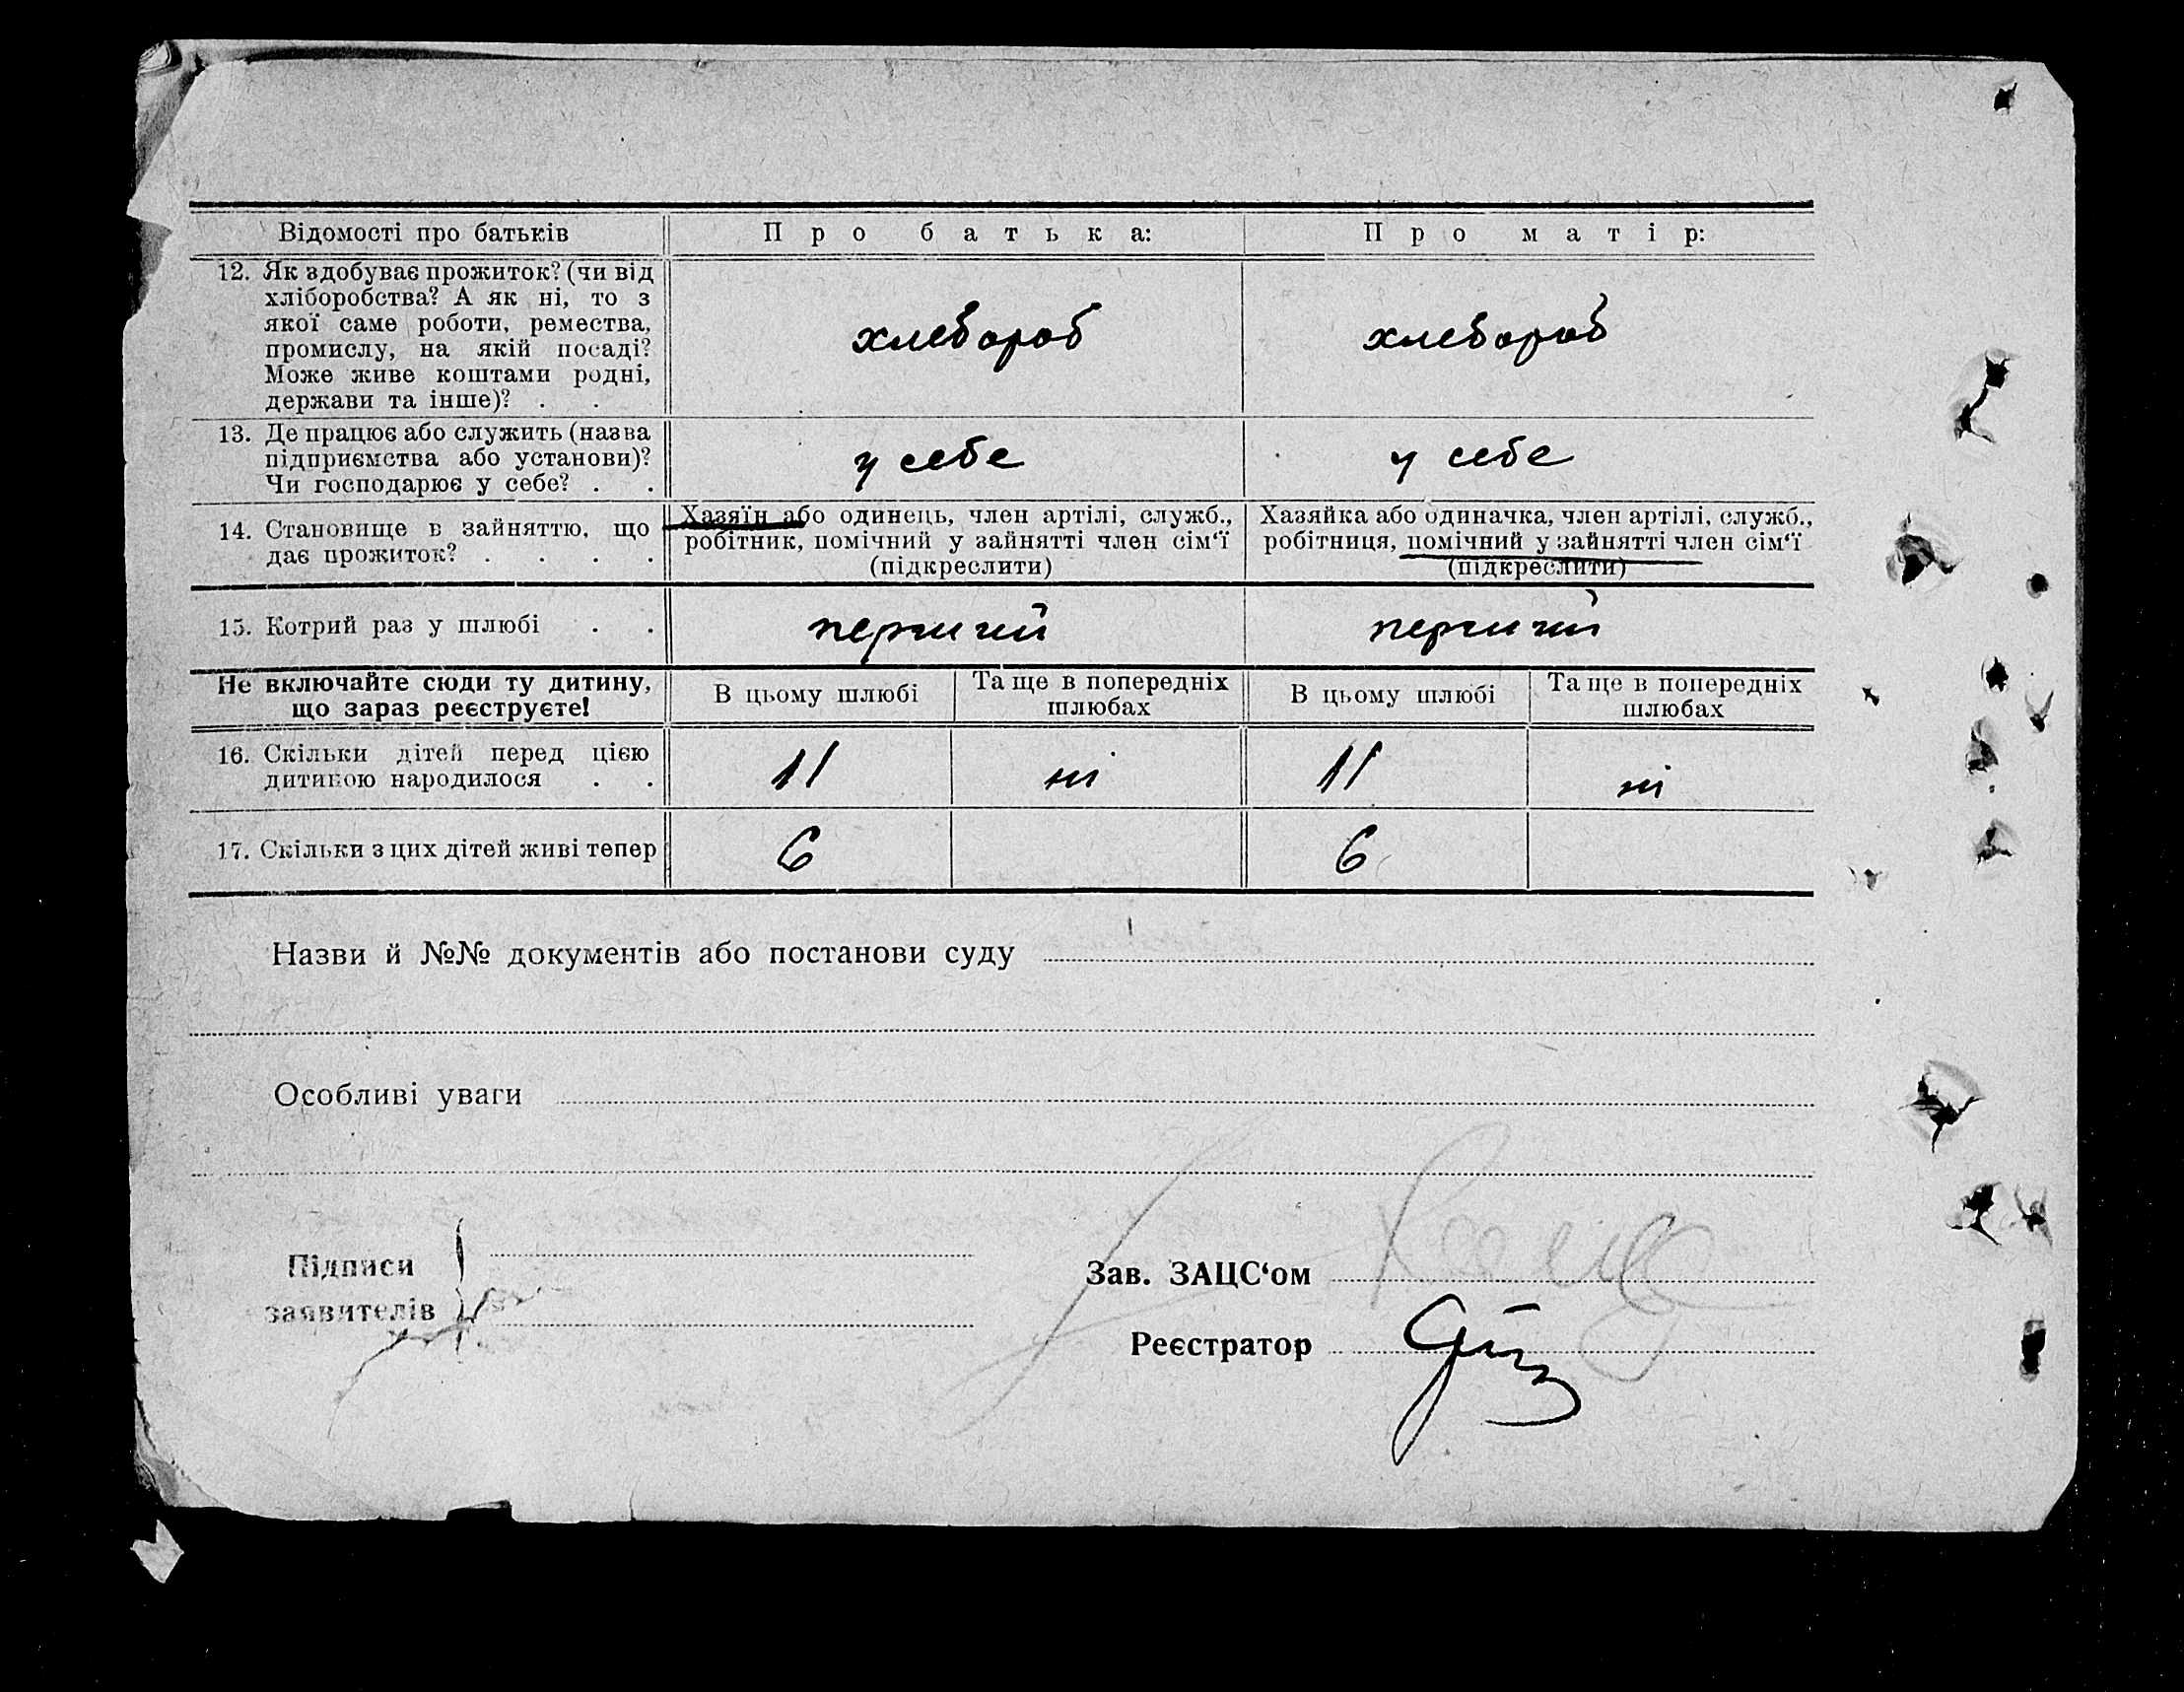 Відомості про батьків Про батька: Про матір:
12. Як здобуває прожиток? (чи від
хліборобства? А як ні, то з
якої саме роботи, ремества,
промислу, на якій посаді?
Може живе коштами родні,
держави та інше)? . .
хлебороб хлебороб
13. Де працює або служить (назва
підприємства або установи)?
Чи господарює у себе? . .
у себе у себе
14. Становище в зайняттю, що
дає прожиток? . . . .
Хазяїн або одинець, член артілі, служб.,
робітник, помічний у зайнятті член сім‘ї
(підкреслити)
Хазяйка або одиначка, член артілі, служб.,
робітниця, помічний у зайнятті член сім‘ї
(підкреслити)
15. Котрий раз у шлюбі . . перший перший
Не включайте сюди ту дитину,
що зараз реєструєте!
В цьому шлюбі
Та ще в попередніх
шлюбах
В цьому шлюбі
Та ще в попередніх
шлюбах
16. Скільки дітей перед цією
дитиною народилося . .
11 ні 11 ні
17. Скільки з цих дітей живі тепер 6 6
Назви й №№ документів або постанови суду
Особливі уваги
Підписи
заявителів
Зав. ЗАЦС‘ом
Реєстратор